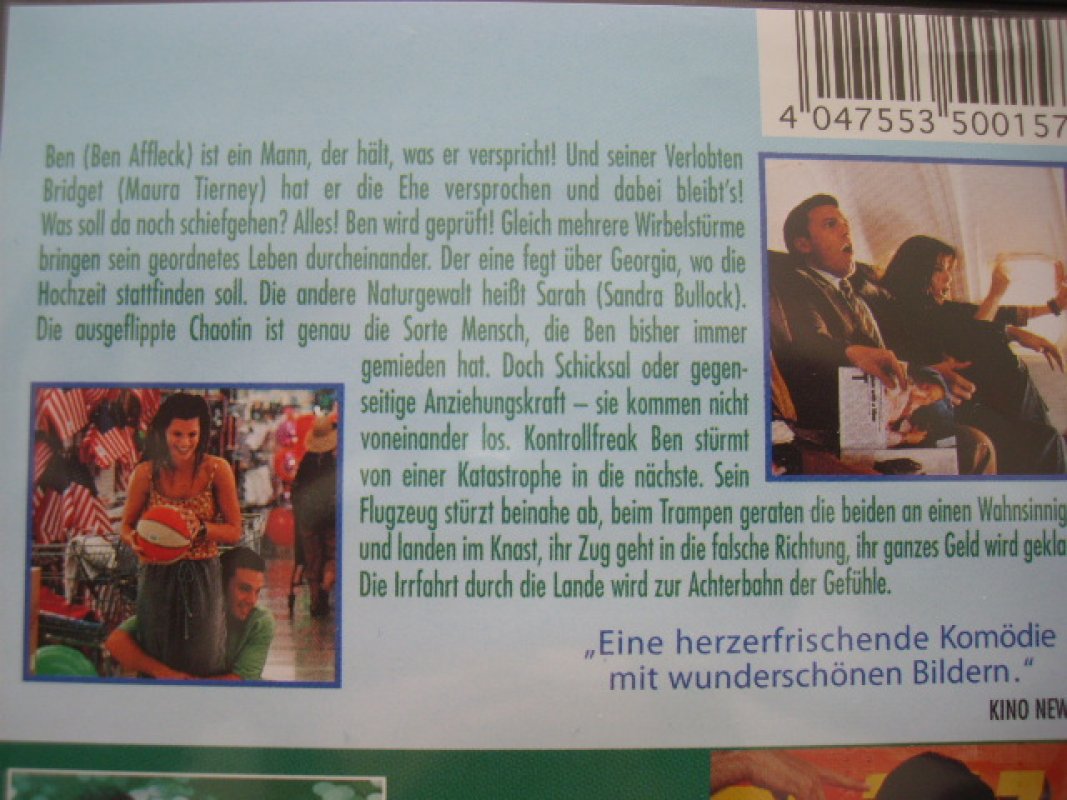 4 047553 500157
Ben (Ben Affleck) ist ein Mann, der hält, was er verspricht! Und seiner Verlobten
Bridget (Maura Tierney) hat er die Ehe versprochen und dabei bleibt's!
Was soll da noch schiefgehen? Alles! Ben wird geprüft! Gleich mehrere Wirbelstürme
bringen sein geordnetes Leben durcheinander. Der eine fegt über Georgia, wo die
Hochzeit stattfinden soll. Die andere Naturgewalt heißt Sarah (Sandra Bullock).
Die ausgeflippte Chaotin ist genau die Sorte Mensch, die Ben bisher immer
gemieden hat. Doch Schicksal oder gegen-
seitige Anziehungskraft – sie kommen nicht
voneinander los. Kontrollfreak Ben stürmt
von einer Katastrophe in die nächste. Sein
Flugzeug stürzt beinahe ab, beim Trampen geraten die beiden an einen Wahnsinnig
und landen im Knast, ihr Zug geht in die falsche Richtung, ihr ganzes Geld wird gekla
Die Irrfahrt durch die Lande wird zur Achterbahn der Gefühle.
„Eine herzerfrischende Komödie
mit wunderschönen Bildern.“
KINO NEW